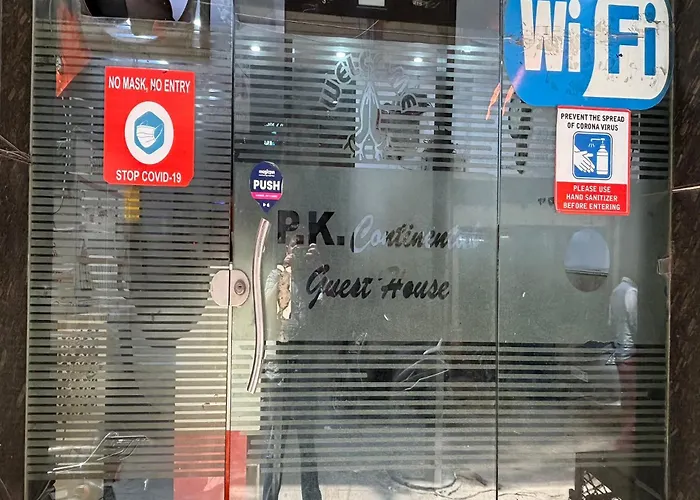 NO MASK, NO ENTRY
STOP COVID-19
WELCOME
WiFi
PREVENT THE SPREAD
OF CORONA VIRUS
PLEASE USE
HAND SANITIZER
BEFORE ENTERING
PUSH
P.K. Continental
Guest House